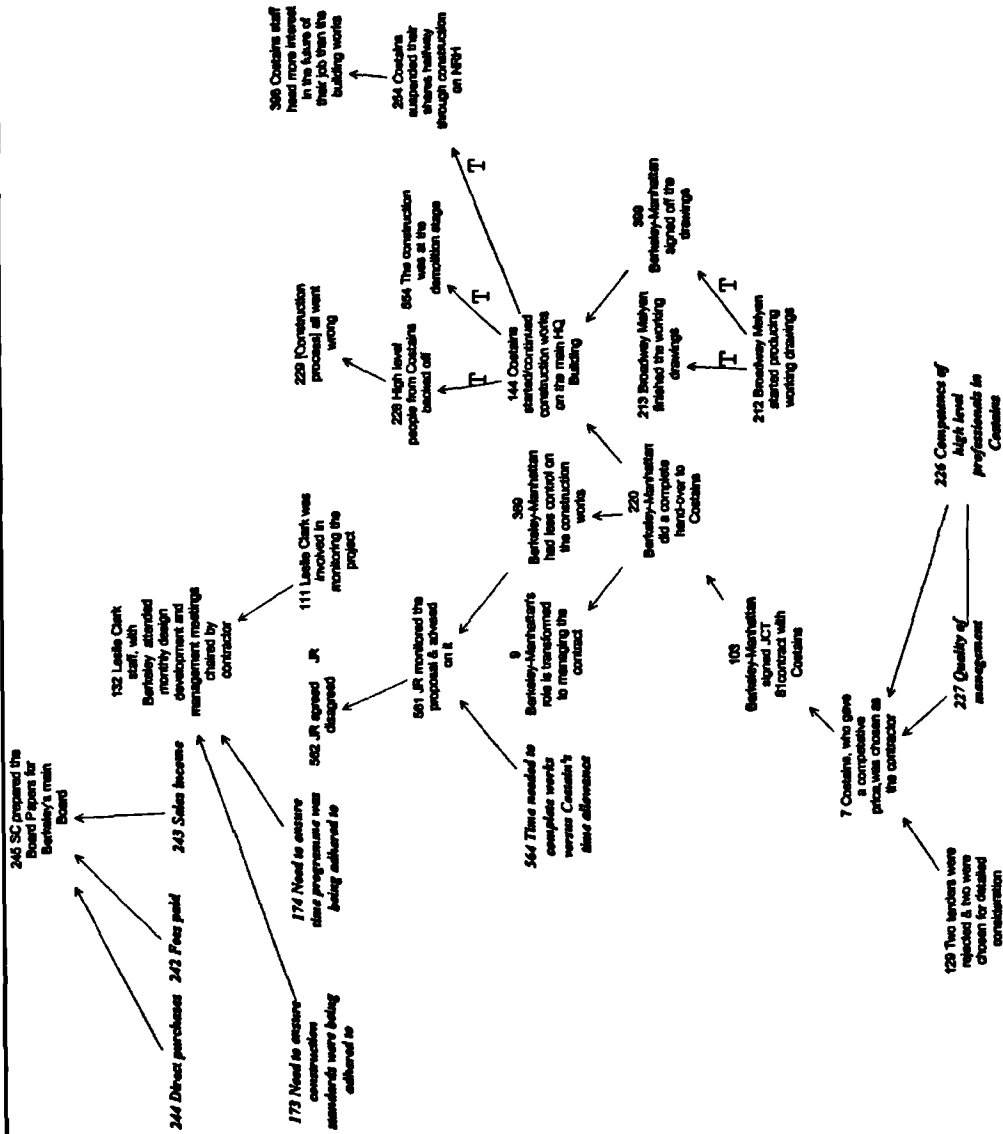 245 SC prepared the
Board Papers for
Berkeley's main
Board
244 Direct purchases
242 Fees paid
243 Sales income
132 Leslie Clark
staff, with
Berkeley attended
monthly design
development and
management meetings
chaired by
contractor
173 Need to ensure
construction
standards were being
adhered to
174 Need to ensure
time programme was
being adhered to
562 JR agreed JR
disagreed
111 Leslie Clark was
involved in
monitoring the
project
229 [Construction
process] all went
wrong
398 Costains staff
head more interest
in the future of
their job than the
building works
561 JR monitored the
proposal & advised
on it
228 High level
people from Costains
backed off
554 The construction
was at the
demolition stage
264 Costains
suspended their
shares halfway
through construction
on NRH
T
T
T
564 Time needed to
complete works
versus Costain's
time allowance
9
Berkeley-Manhattan's
role is transformed
to managing the
contract
389
Berkeley-Manhattan
had less control on
the construction
works
144 Costains
started/continued
construction works
on the main HQ
Building
220
Berkeley-Manhattan
did a complete
hand-over to
Costains
213 Broadway Malyen
finished the working
drawings
399
Berkeley-Manhattan
signed off the
drawings
T
T
103
Berkeley-Manhattan
signed JCT
81contract with
Costains
212 Broadway Malyen
started producing
working drawings
7 Costains, who gave
a competative
price,was chosen as
the contractor
129 Two tenders were
rejected & two were
chosen for detailed
consideration
227 Quality of
management
226 Competence of
high level
professionals in
Costains